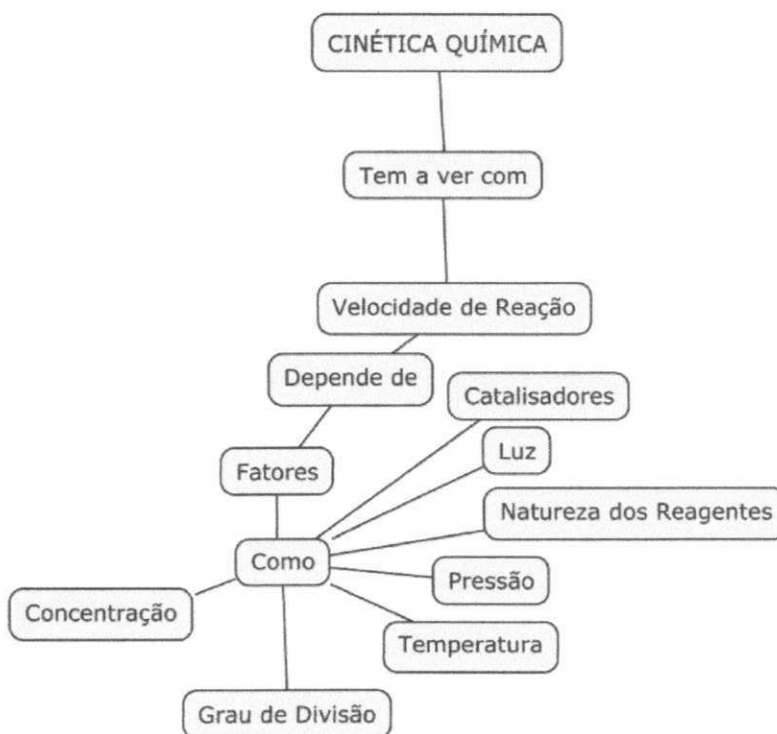 CINÉTICA QUÍMICA
Tem a ver com
Velocidade de Reação
Depende de
Catalisadores
Luz
Fatores
Natureza dos Reagentes
Como
Pressão
Concentração
Temperatura
Grau de Divisão